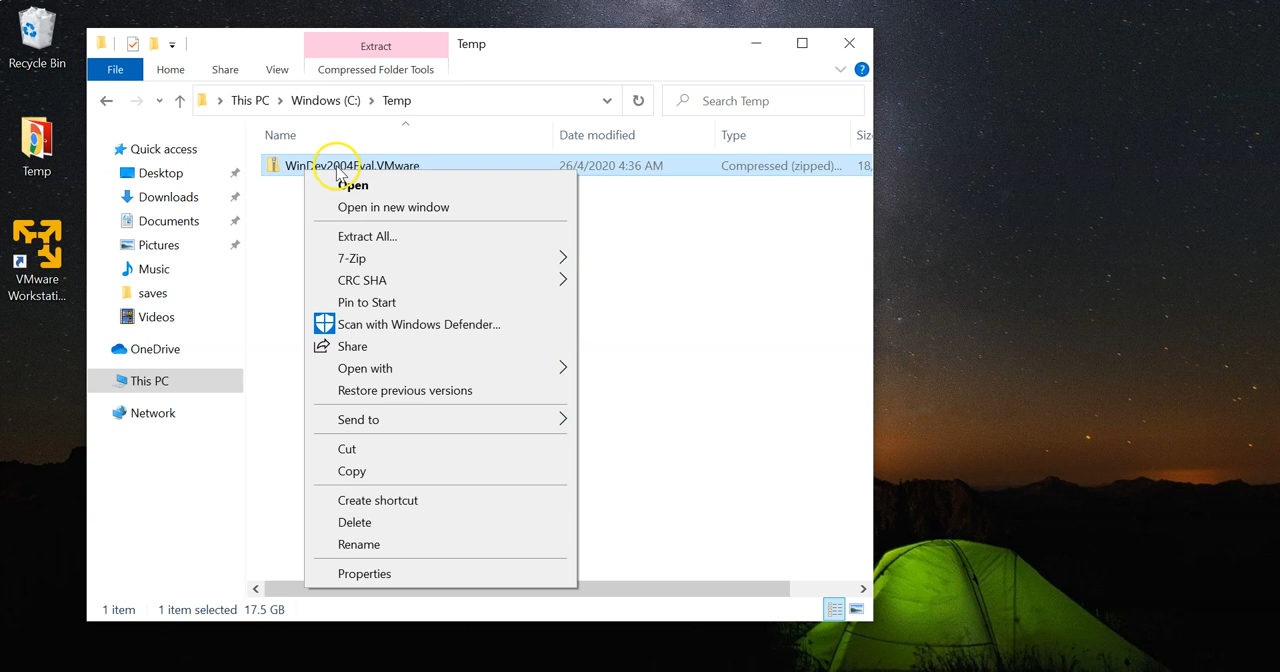 Recycle Bin
Temp
VMware
Workstati...
Extract
Temp
File
Home
Share
View
Compressed Folder Tools
This PC
Windows (C:)
Temp
Search Temp
Name
Date modified
Type
Size
WinDev2004Eval.VMware
26/4/2020 4:36 AM
Compressed (zipped)...
18,
Quick access
Desktop
Downloads
Documents
Pictures
Music
saves
Videos
OneDrive
This PC
Network
Open
Open in new window
Extract All...
7-Zip
CRC SHA
Pin to Start
Scan with Windows Defender...
Share
Open with
Restore previous versions
Send to
Cut
Copy
Create shortcut
Delete
Rename
Properties
1 item
1 item selected 17.5 GB